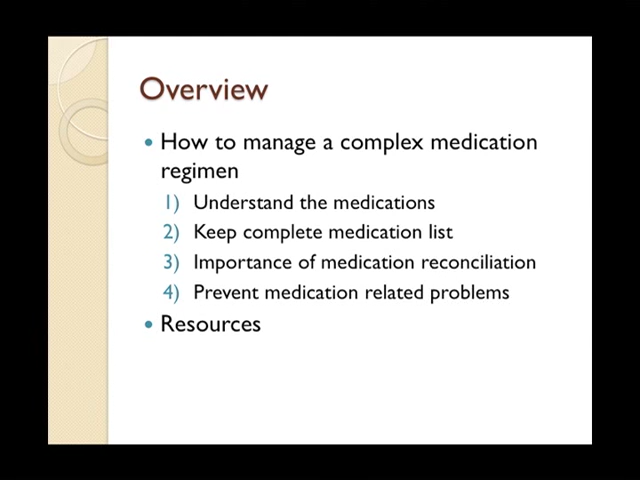 Overview
• How to manage a complex medication
regimen
1) Understand the medications
2) Keep complete medication list
3) Importance of medication reconciliation
4) Prevent medication related problems
• Resources